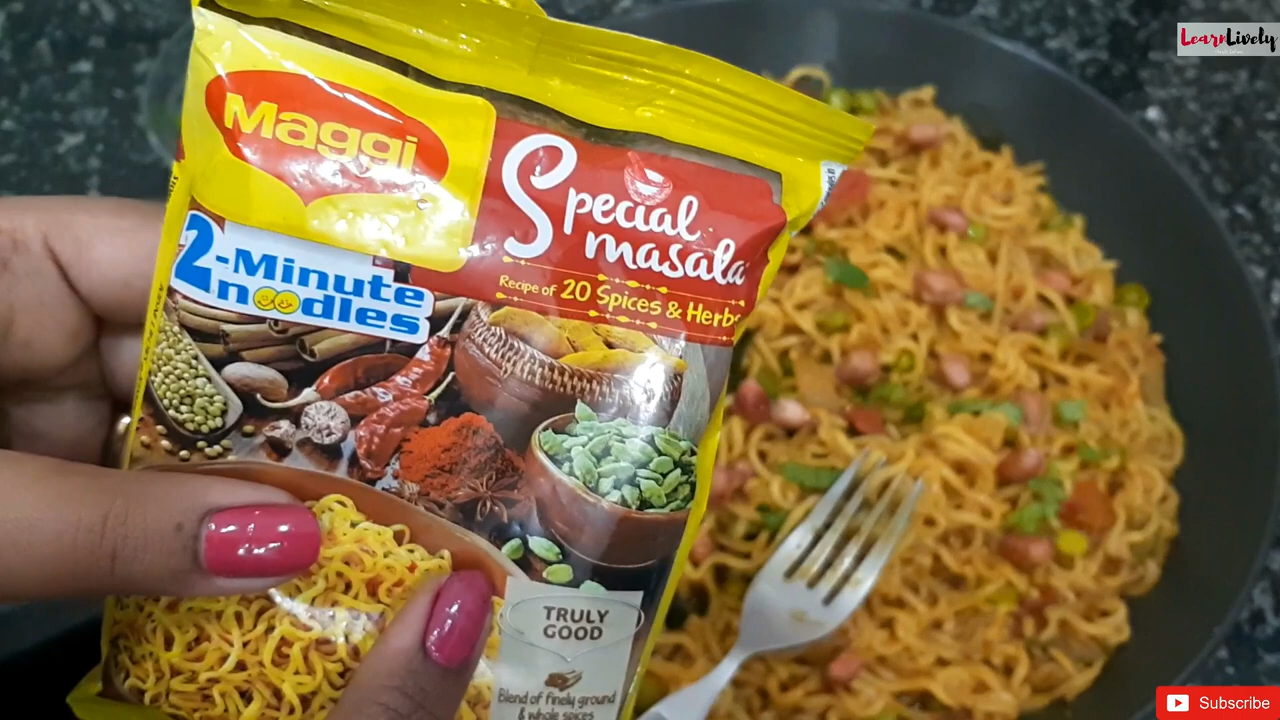 LearnLively
Maggi
Special
masala
2-Minute
noodles
Recipe of 20 Spices & Herbs
TRULY
GOOD
Blend of finely ground
& whole spices
Subscribe